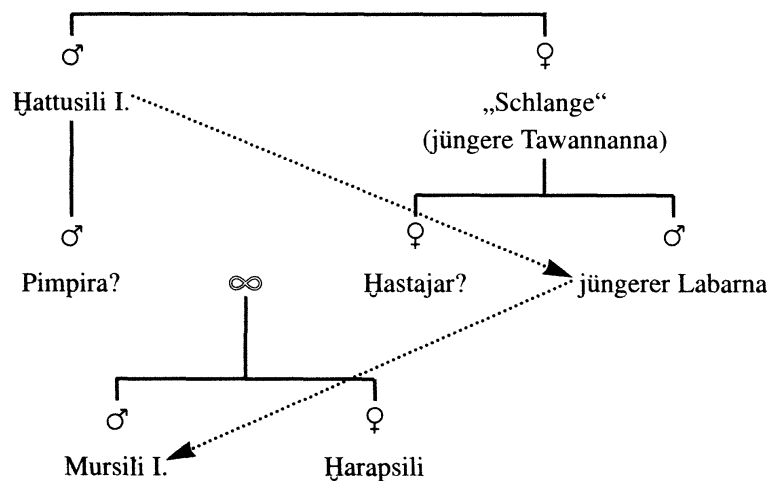 ♂ ♀
Ḫattusili I. „Schlange“
(jüngere Tawannanna)
♂ ♀ ♂
Pimpira? ⚭ Ḫastajar? jüngerer Labarna
♂ ♀
Mursili I. Ḫarapsili